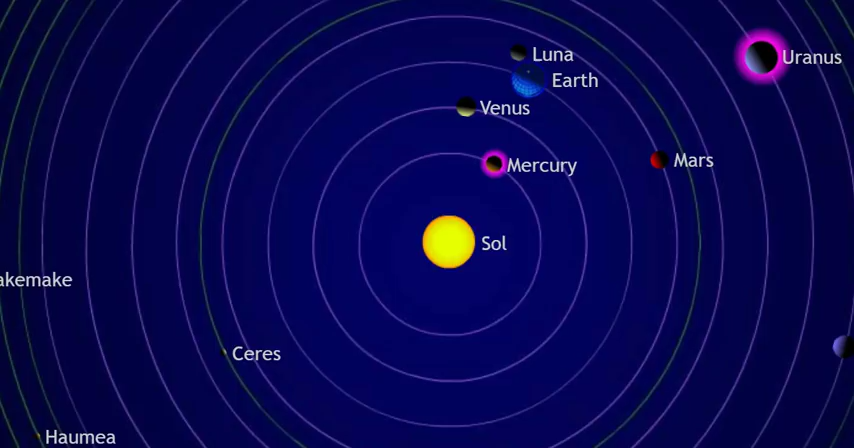 Luna
Uranus
Earth
Venus
Mars
Mercury
Sol
akemake
Ceres
Haumea